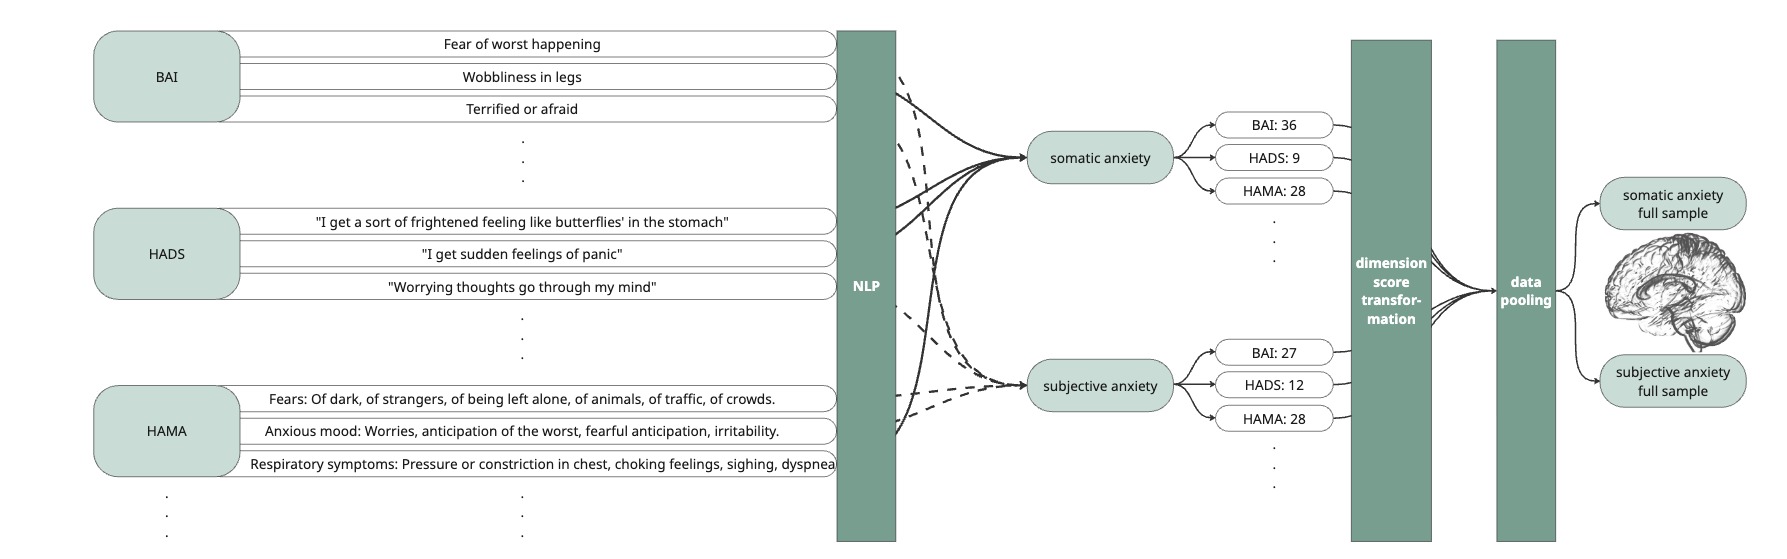 BAI
Fear of worst happening
Wobbliness in legs
Terrified or afraid
HADS
"I get a sort of frightened feeling like butterflies' in the stomach"
"I get sudden feelings of panic"
"Worrying thoughts go through my mind"
HAMA
Fears: Of dark, of strangers, of being left alone, of animals, of traffic, of crowds.
Anxious mood: Worries, anticipation of the worst, fearful anticipation, irritability.
Respiratory symptoms: Pressure or constriction in chest, choking feelings, sighing, dyspnea
NLP
somatic anxiety
BAI: 36
HADS: 9
HAMA: 28
subjective anxiety
BAI: 27
HADS: 12
HAMA: 28
dimension
score
transfor-
mation
data
pooling
somatic anxiety
full sample
subjective anxiety
full sample